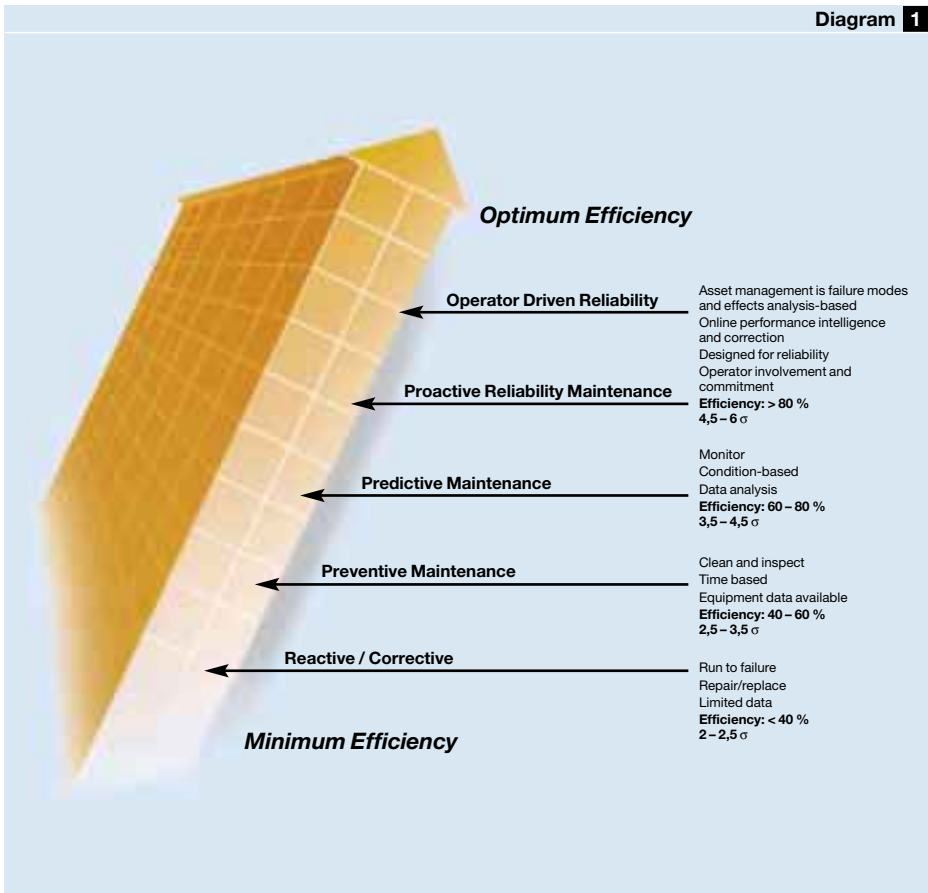 Diagram 1
Optimum Efficiency
Operator Driven Reliability
Asset management is failure modes
and effects analysis-based
Online performance intelligence
and correction
Designed for reliability
Operator involvement and
commitment
Efficiency: > 80 %
4,5 – 6 σ
Proactive Reliability Maintenance
Predictive Maintenance
Monitor
Condition-based
Data analysis
Efficiency: 60 – 80 %
3,5 – 4,5 σ
Preventive Maintenance
Clean and inspect
Time based
Equipment data available
Efficiency: 40 – 60 %
2,5 – 3,5 σ
Reactive / Corrective
Run to failure
Repair/replace
Limited data
Efficiency: < 40 %
2 – 2,5 σ
Minimum Efficiency